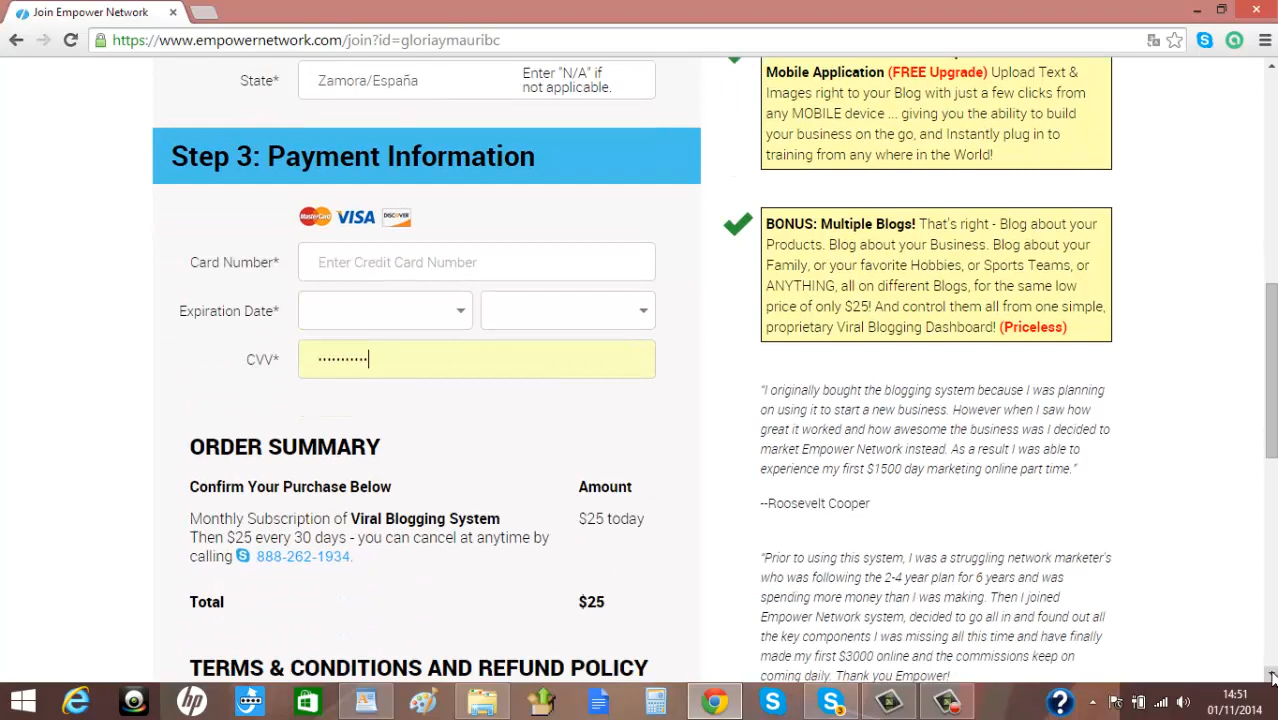 Join Empower Network
https://www.empowernetwork.com/join?id=gloriaymauribc
State*
Zamora/España
Enter "N/A" if
not applicable.
Step 3: Payment Information
MasterCard VISA DISCOVER
Card Number*
Enter Credit Card Number
Expiration Date*
CVV*
•••••••••••
ORDER SUMMARY
Confirm Your Purchase Below
Amount
Monthly Subscription of Viral Blogging System
$25 today
Then $25 every 30 days - you can cancel at anytime by
calling 888-262-1934.
Total
$25
TERMS & CONDITIONS AND REFUND POLICY
Mobile Application (FREE Upgrade) Upload Text &
Images right to your Blog with just a few clicks from
any MOBILE device ... giving you the ability to build
your business on the go, and Instantly plug in to
training from any where in the World!
BONUS: Multiple Blogs! That's right - Blog about your
Products. Blog about your Business. Blog about your
Family, or your favorite Hobbies, or Sports Teams, or
ANYTHING, all on different Blogs, for the same low
price of only $25! And control them all from one simple,
proprietary Viral Blogging Dashboard! (Priceless)
"I originally bought the blogging system because I was planning
on using it to start a new business. However when I saw how
great it worked and how awesome the business was I decided to
market Empower Network instead. As a result I was able to
experience my first $1500 day marketing online part time."
--Roosevelt Cooper
"Prior to using this system, I was a struggling network marketer's
who was following the 2-4 year plan for 6 years and was
spending more money than I was making. Then I joined
Empower Network system, decided to go all in and found out all
the key components I was missing all this time and have finally
made my first $3000 online and the commissions keep on
coming daily. Thank you Empower!
hp
3
14:51
01/11/2014